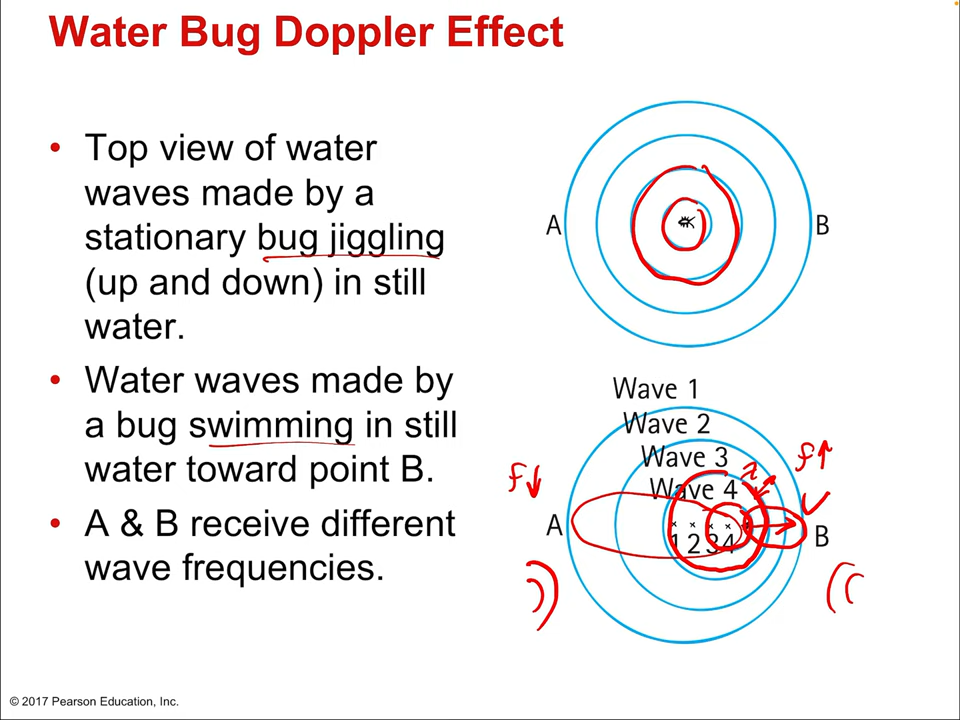 Water Bug Doppler Effect
• Top view of water
waves made by a
stationary bug jiggling
(up and down) in still
water.
• Water waves made by
a bug swimming in still
water toward point B.
• A & B receive different
wave frequencies.
A
B
Wave 1
Wave 2
Wave 3
Wave 4
f↑
f↓
λ
A
1 2 3 4
B
© 2017 Pearson Education, Inc.